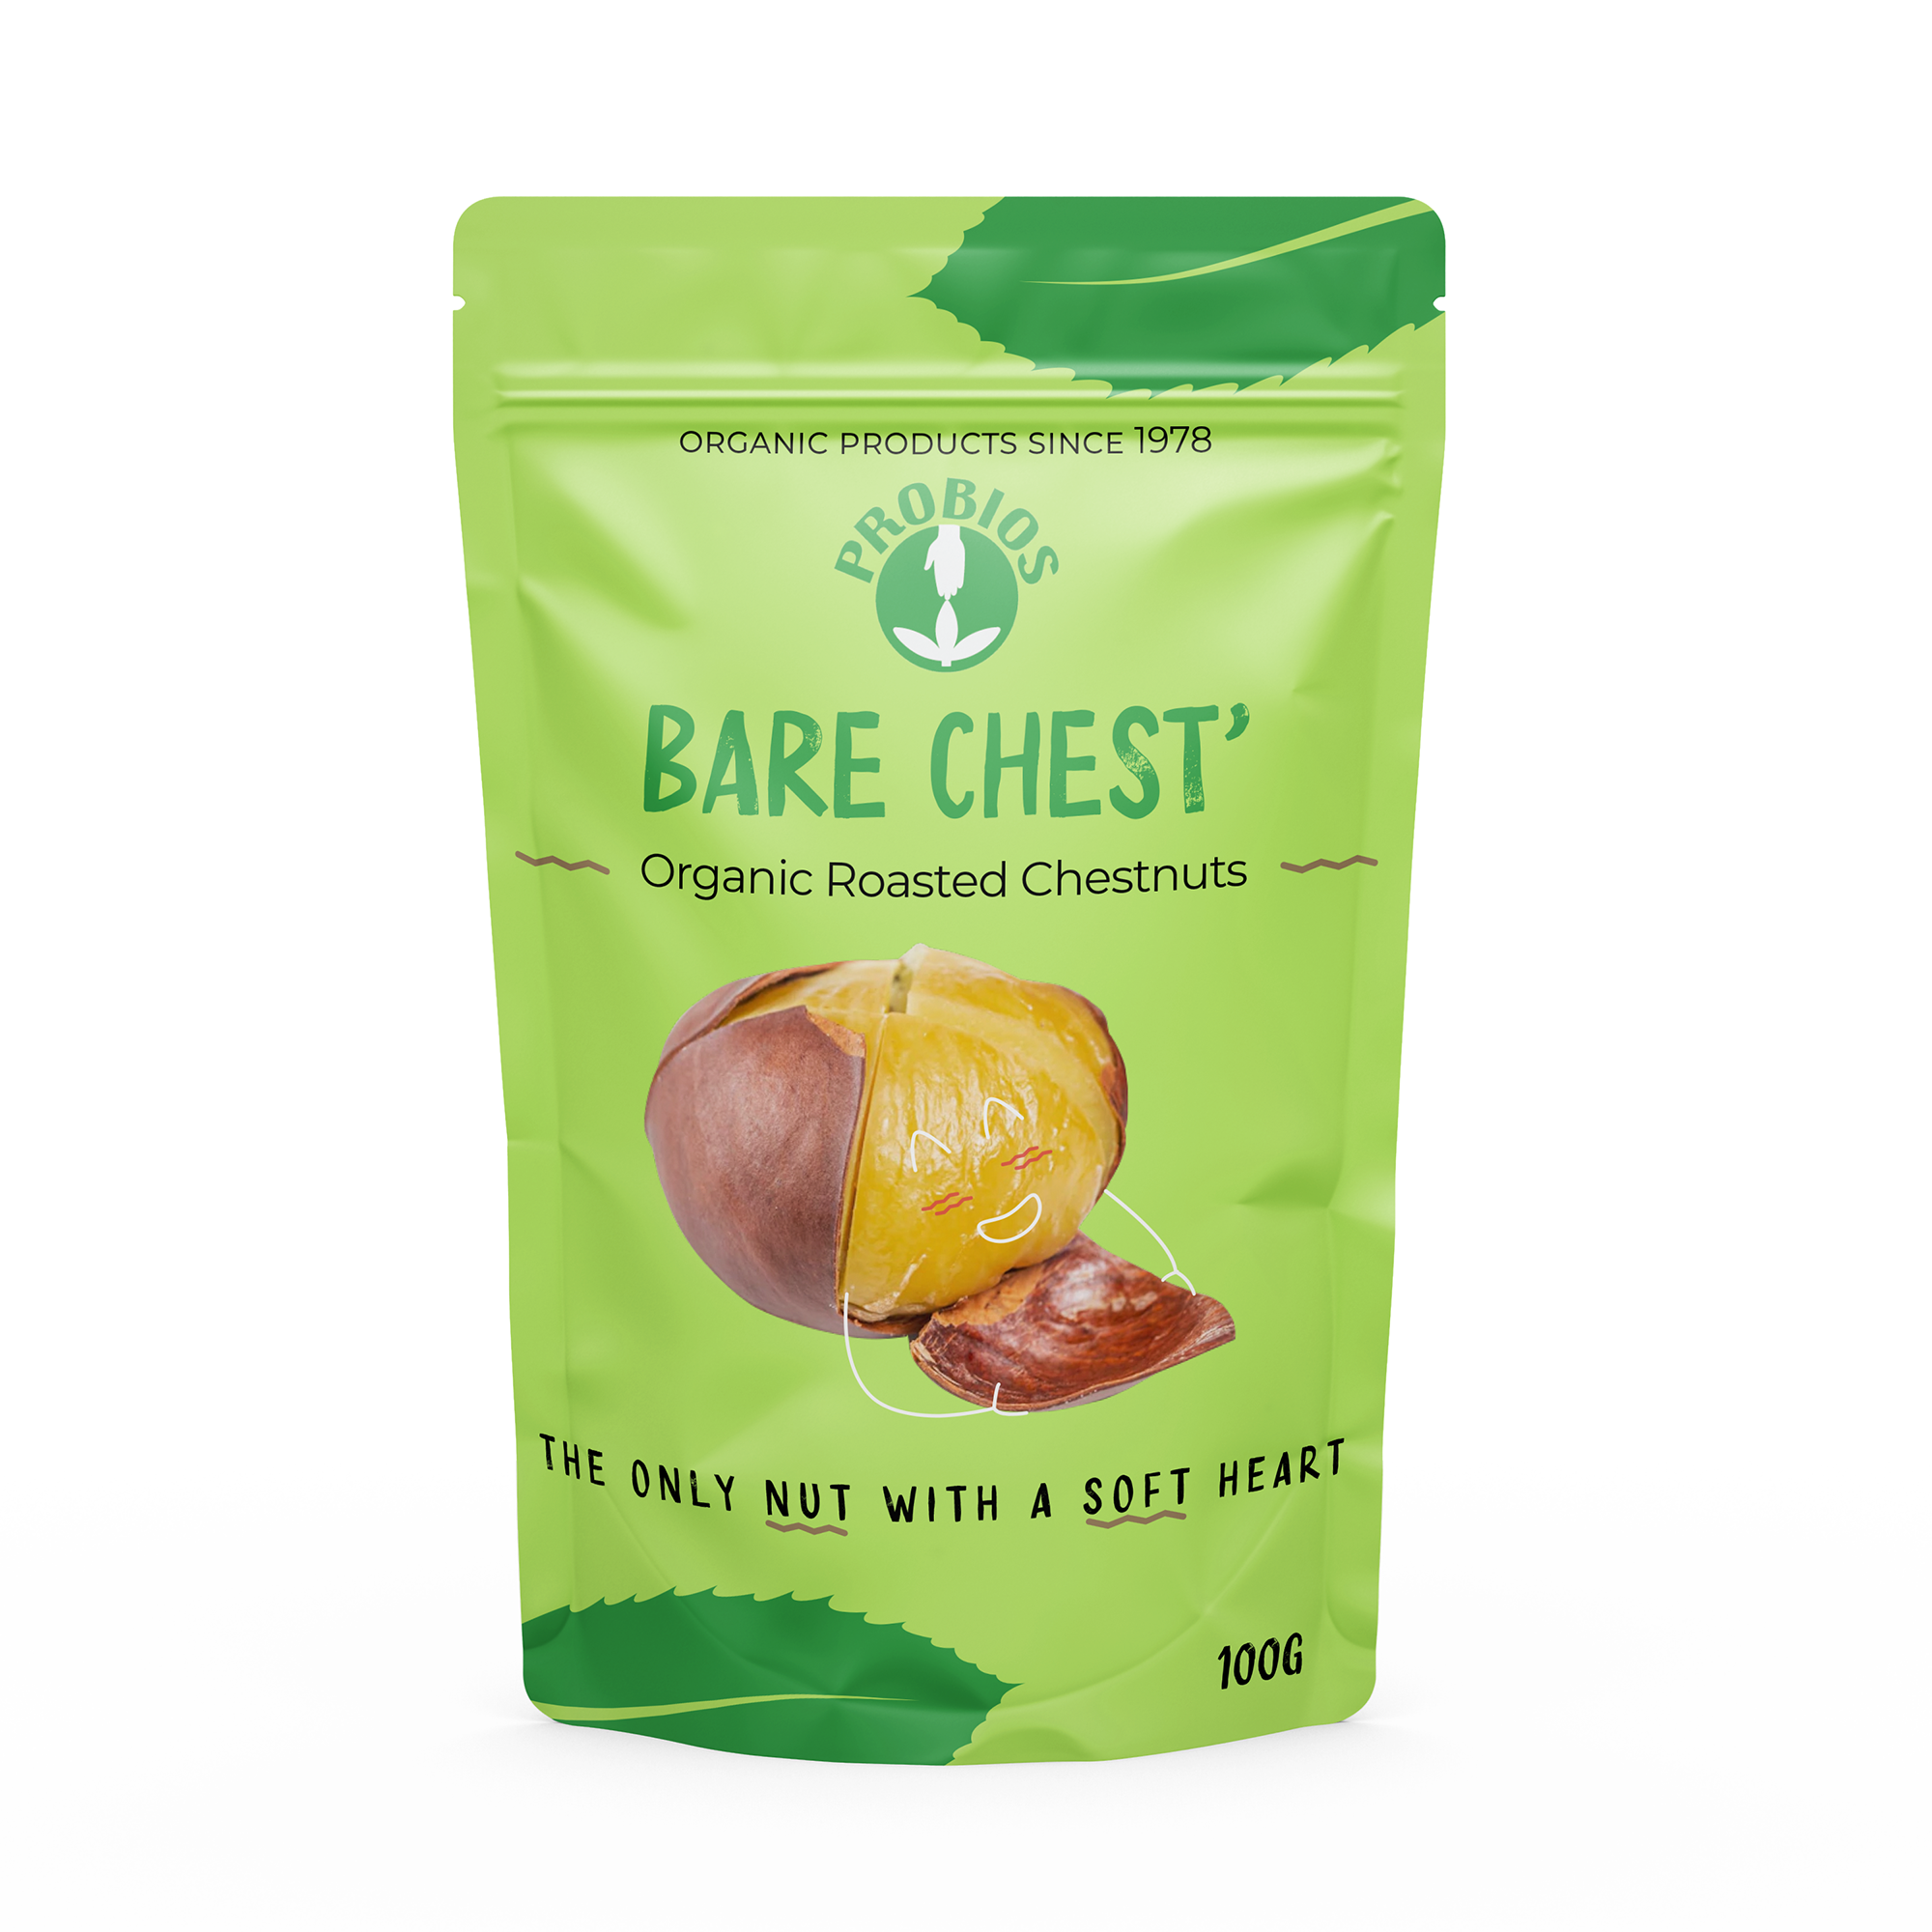 ORGANIC PRODUCTS SINCE 1978
PROBIOS
BARE CHEST’
Organic Roasted Chestnuts
THE ONLY NUT WITH A SOFT HEART
100G